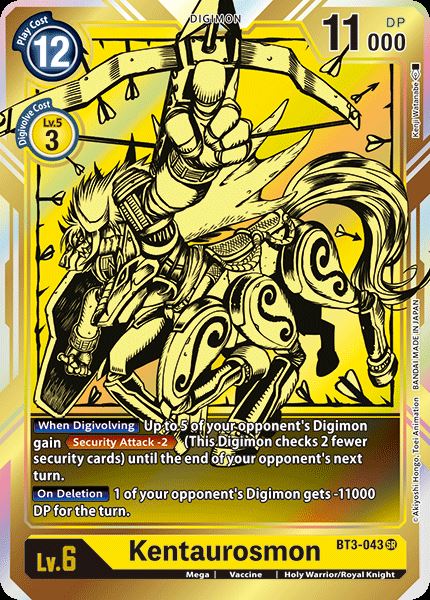 Play Cost
12
DIGIMON
DP
11000
Digivolve Cost
Lv.5
3
Kenji Watanabe
When Digivolving Up to 5 of your opponent's Digimon
gain Security Attack -2 (This Digimon checks 2 fewer
security cards) until the end of your opponent's next
turn.
On Deletion 1 of your opponent's Digimon gets -11000
DP for the turn.
©Akiyoshi Hongo, Toei Animation BANDAI MADE IN JAPAN
Lv.6
Kentaurosmon
BT3-043 SR
Mega | Vaccine | Holy Warrior/Royal Knight